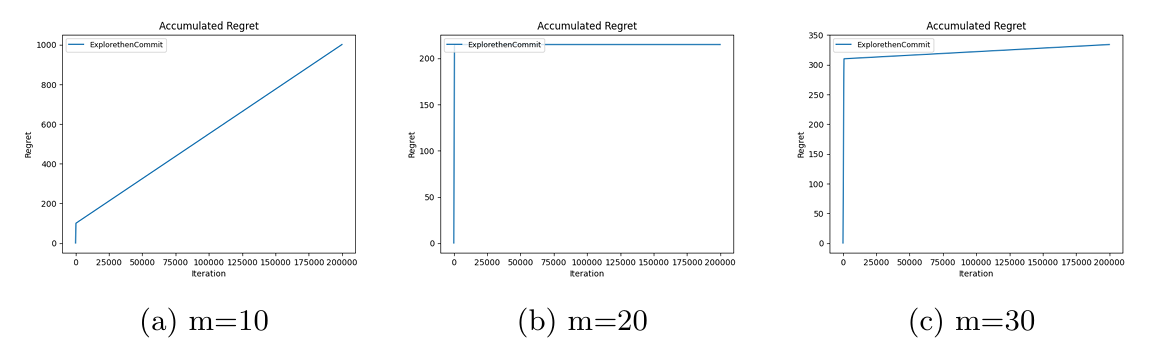 Accumulated Regret
ExplorethenCommit
Regret
1000
800
600
400
200
0
0 25000 50000 75000 100000 125000 150000 175000 200000
Iteration
(a) m=10
Accumulated Regret
ExplorethenCommit
Regret
200
150
100
50
0
0 25000 50000 75000 100000 125000 150000 175000 200000
Iteration
(b) m=20
Accumulated Regret
ExplorethenCommit
Regret
350
300
250
200
150
100
50
0
0 25000 50000 75000 100000 125000 150000 175000 200000
Iteration
(c) m=30